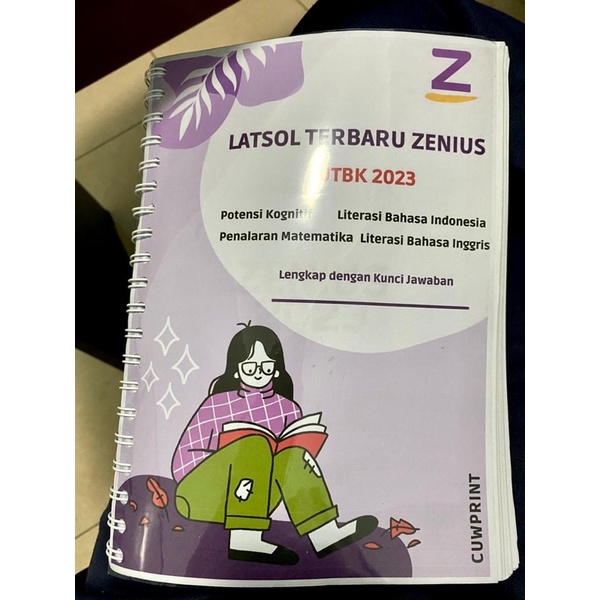 Z
LATSOL TERBARU ZENIUS
UTBK 2023
Potensi Kognitif Literasi Bahasa Indonesia
Penalaran Matematika Literasi Bahasa Inggris
Lengkap dengan Kunci Jawaban
CUWPRINT